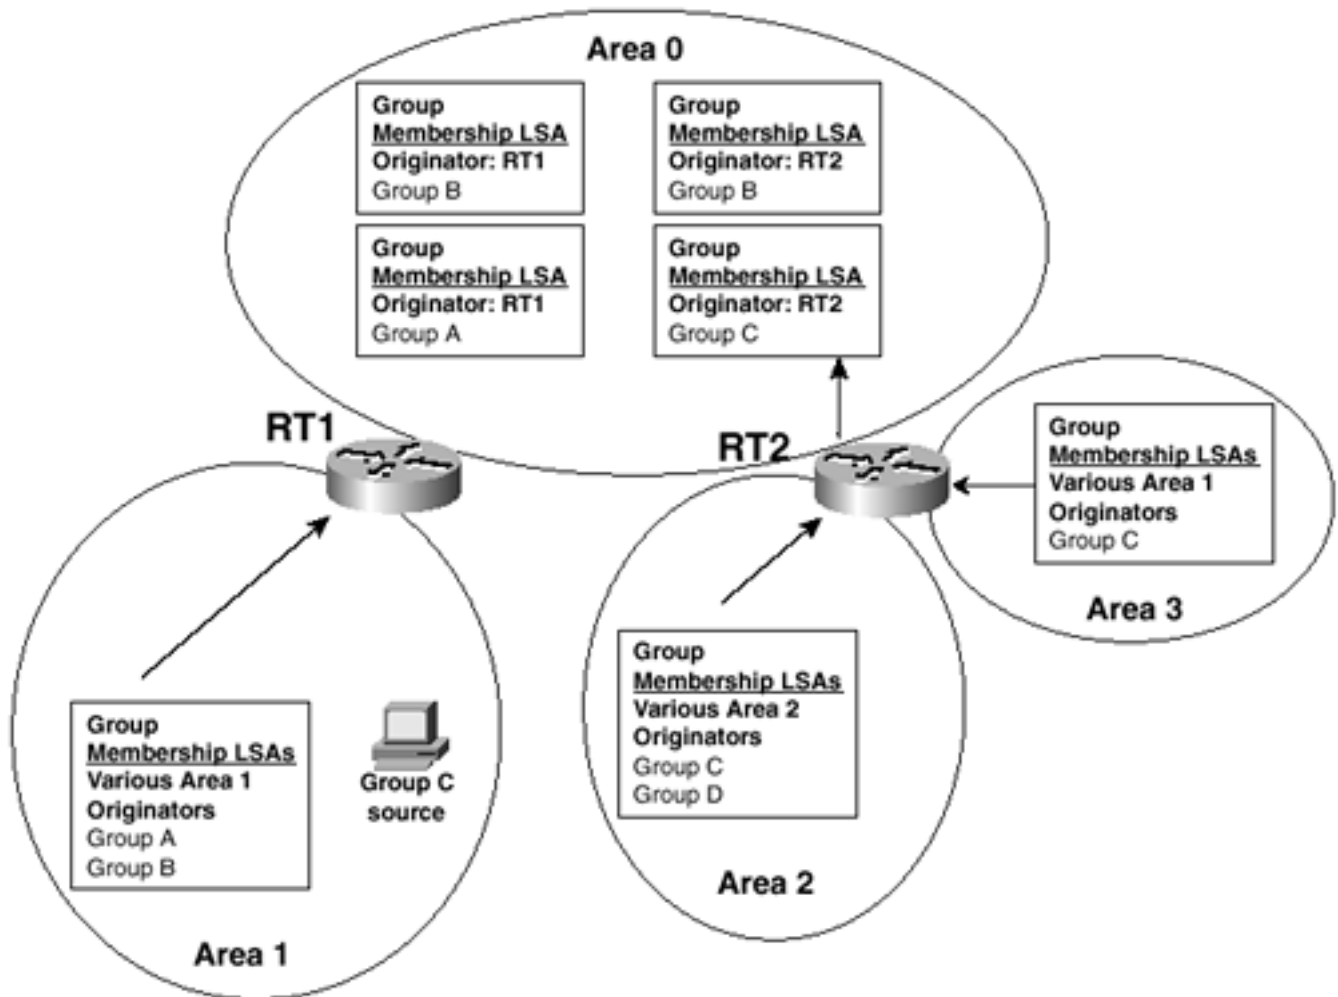 Area 0
Group
Membership LSA
Originator: RT1
Group B
Group
Membership LSA
Originator: RT2
Group B
Group
Membership LSA
Originator: RT1
Group A
Group
Membership LSA
Originator: RT2
Group C
RT1
RT2
Group
Membership LSAs
Various Area 1
Originators
Group C
Area 3
Group
Membership LSAs
Various Area 1
Originators
Group A
Group B
Group C
source
Area 1
Group
Membership LSAs
Various Area 2
Originators
Group C
Group D
Area 2